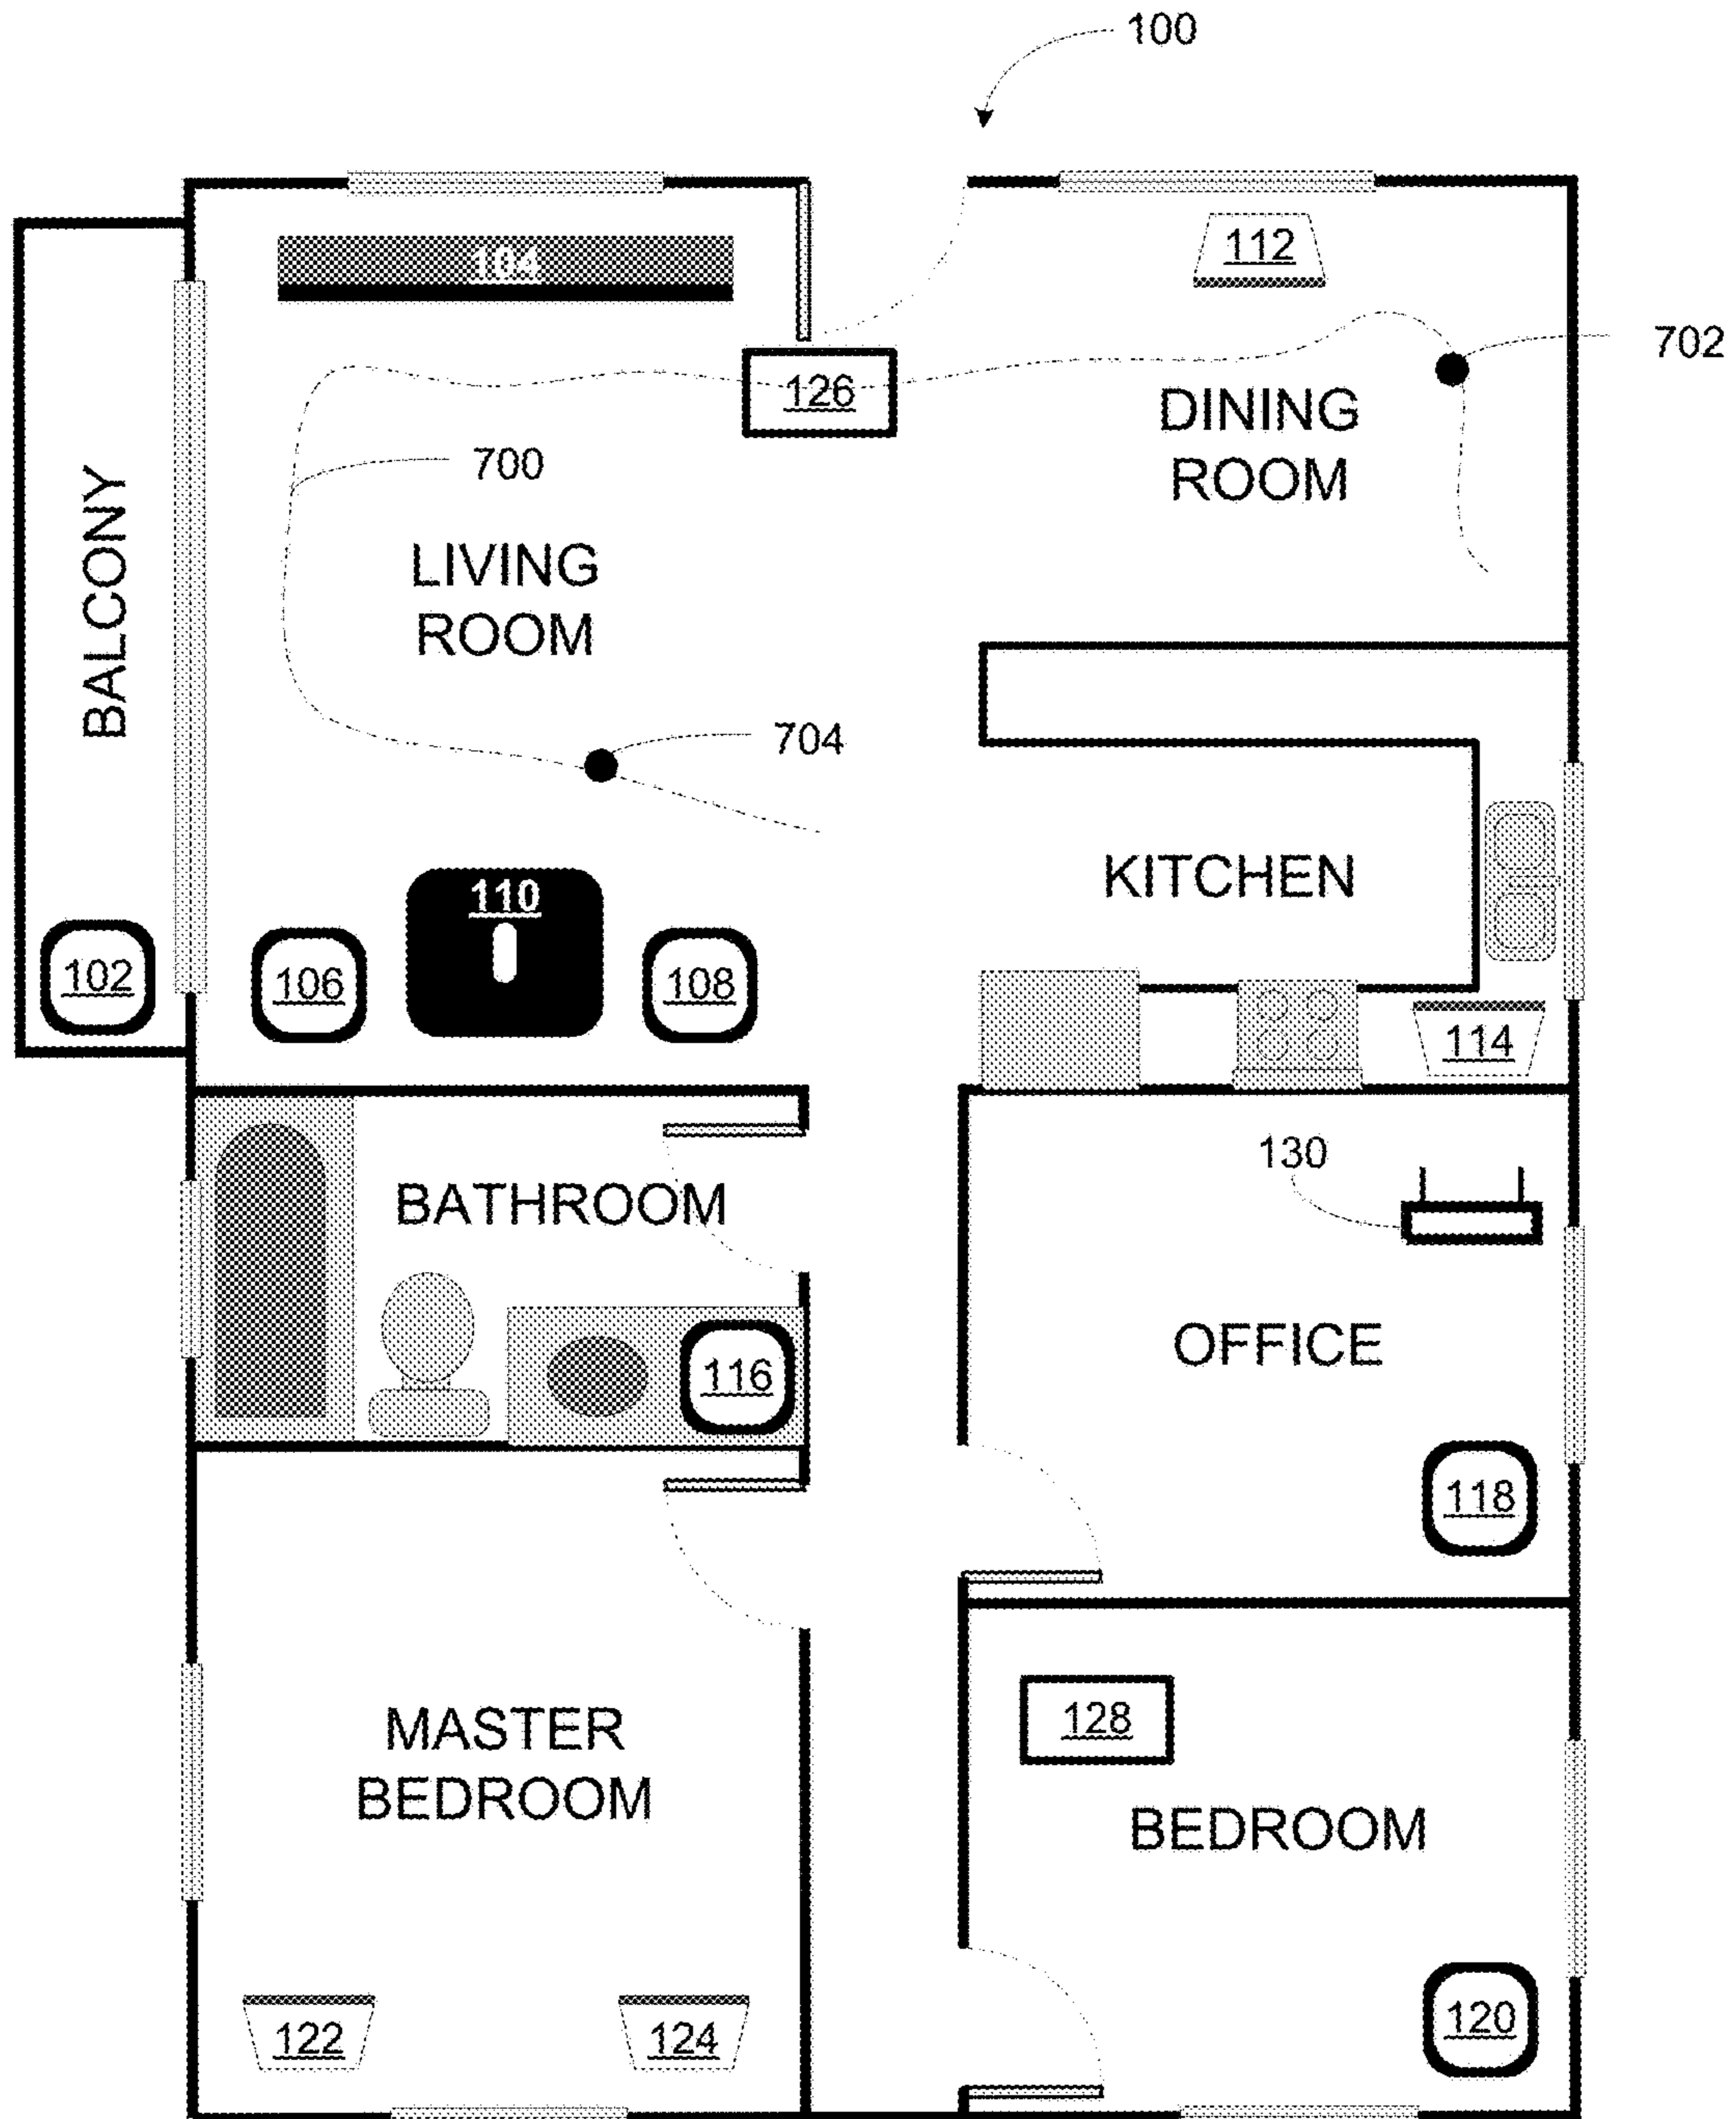 100
104
112
702
126
DINING
ROOM
700
BALCONY
LIVING
ROOM
704
110
KITCHEN
102
106
108
114
130
BATHROOM
OFFICE
116
118
128
MASTER
BEDROOM
BEDROOM
120
122
124